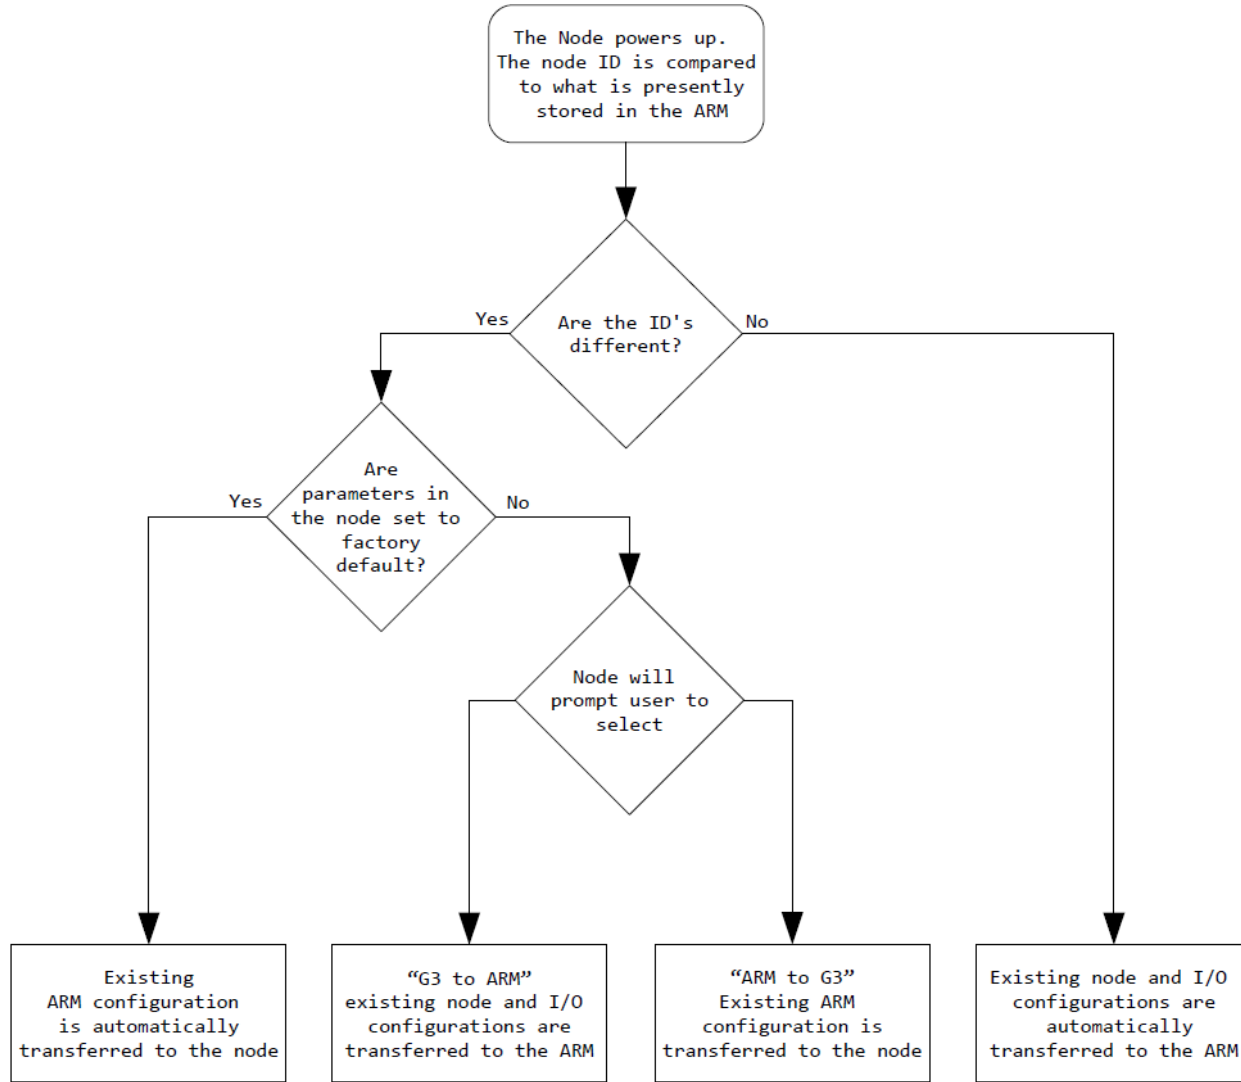 The Node powers up.
The node ID is compared
to what is presently
stored in the ARM
Yes
Are the ID's
different?
No
Yes
Are
parameters in
the node set to
factory
default?
No
Node will
prompt user to
select
Existing
ARM configuration
is automatically
transferred to the node
“G3 to ARM”
existing node and I/O
configurations are
transferred to the ARM
“ARM to G3”
Existing ARM
configuration is
transferred to the node
Existing node and I/O
configurations are
automatically
transferred to the ARM